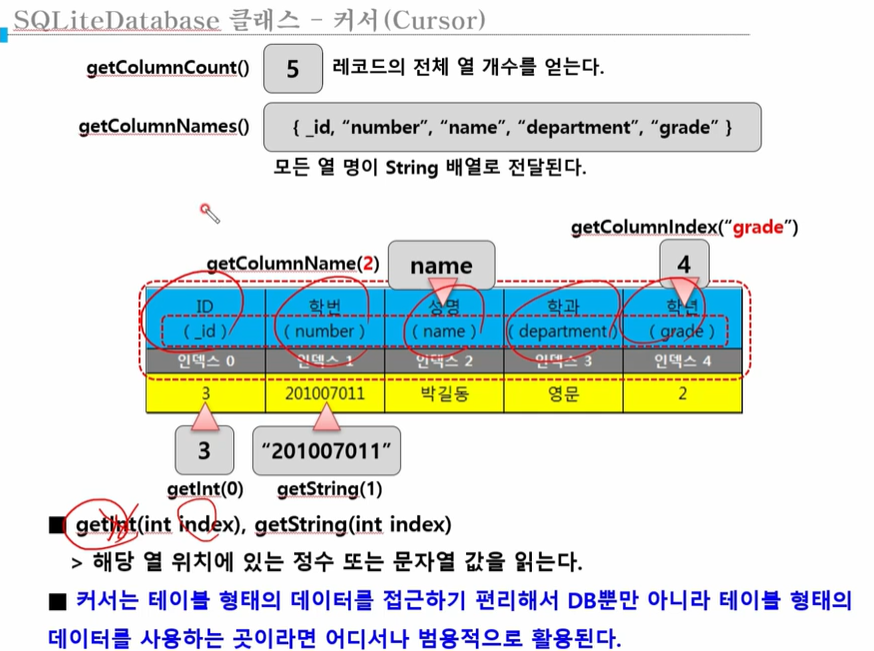 SQLiteDatabase 클래스 - 커서(Cursor)
getColumnCount() 5 레코드의 전체 열 개수를 얻는다.
getColumnNames() { _id, “number”, “name”, “department”, “grade” }
모든 열 명이 String 배열로 전달된다.
getColumnIndex(“grade”)
getColumnName(2) name 4
ID 학번 성명 학과 학년
( _id ) ( number ) ( name ) ( department ) ( grade )
인덱스 0 인덱스 1 인덱스 2 인덱스 3 인덱스 4
3 201007011 박길동 영문 2
3 “201007011”
getInt(0) getString(1)
■ getInt(int index), getString(int index)
> 해당 열 위치에 있는 정수 또는 문자열 값을 읽는다.
■ 커서는 테이블 형태의 데이터를 접근하기 편리해서 DB뿐만 아니라 테이블 형태의
데이터를 사용하는 곳이라면 어디서나 범용적으로 활용된다.